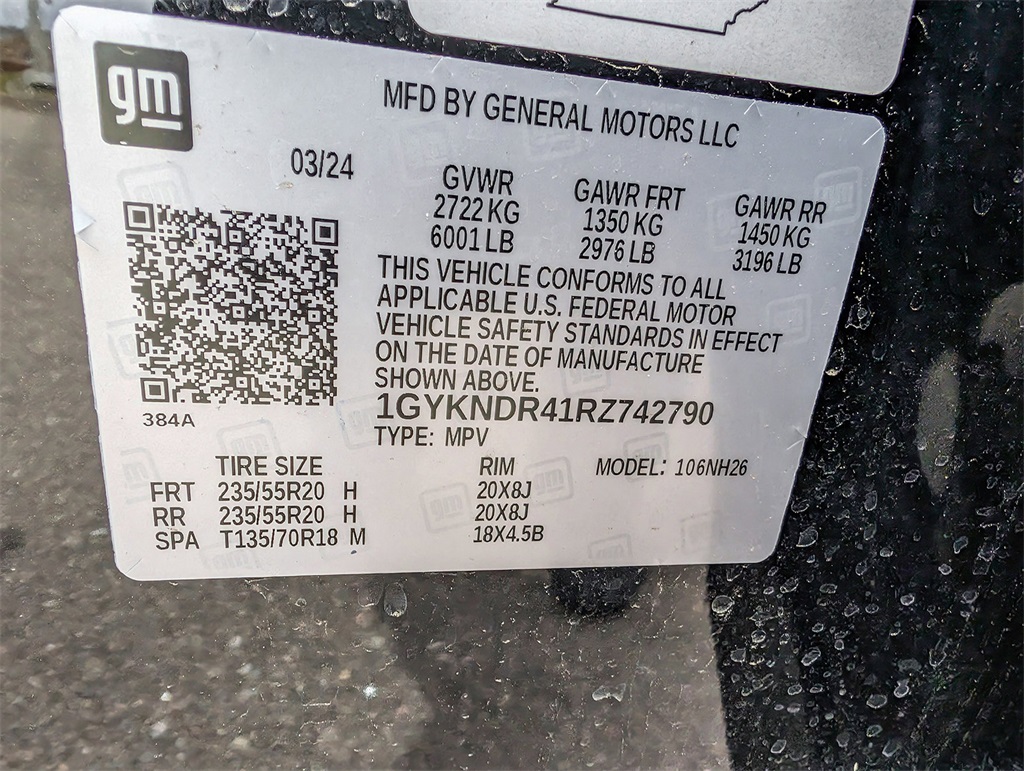 gm
MFD BY GENERAL MOTORS LLC
03/24
GVWR GAWR FRT GAWR RR
2722 KG 1350 KG 1450 KG
6001 LB 2976 LB 3196 LB
THIS VEHICLE CONFORMS TO ALL
APPLICABLE U.S. FEDERAL MOTOR
VEHICLE SAFETY STANDARDS IN EFFECT
ON THE DATE OF MANUFACTURE
SHOWN ABOVE.
384A
1GYKNDR41RZ742790
TYPE: MPV
TIRE SIZE RIM MODEL: 106NH26
FRT 235/55R20 H 20X8J
RR 235/55R20 H 20X8J
SPA T135/70R18 M 18X4.5B